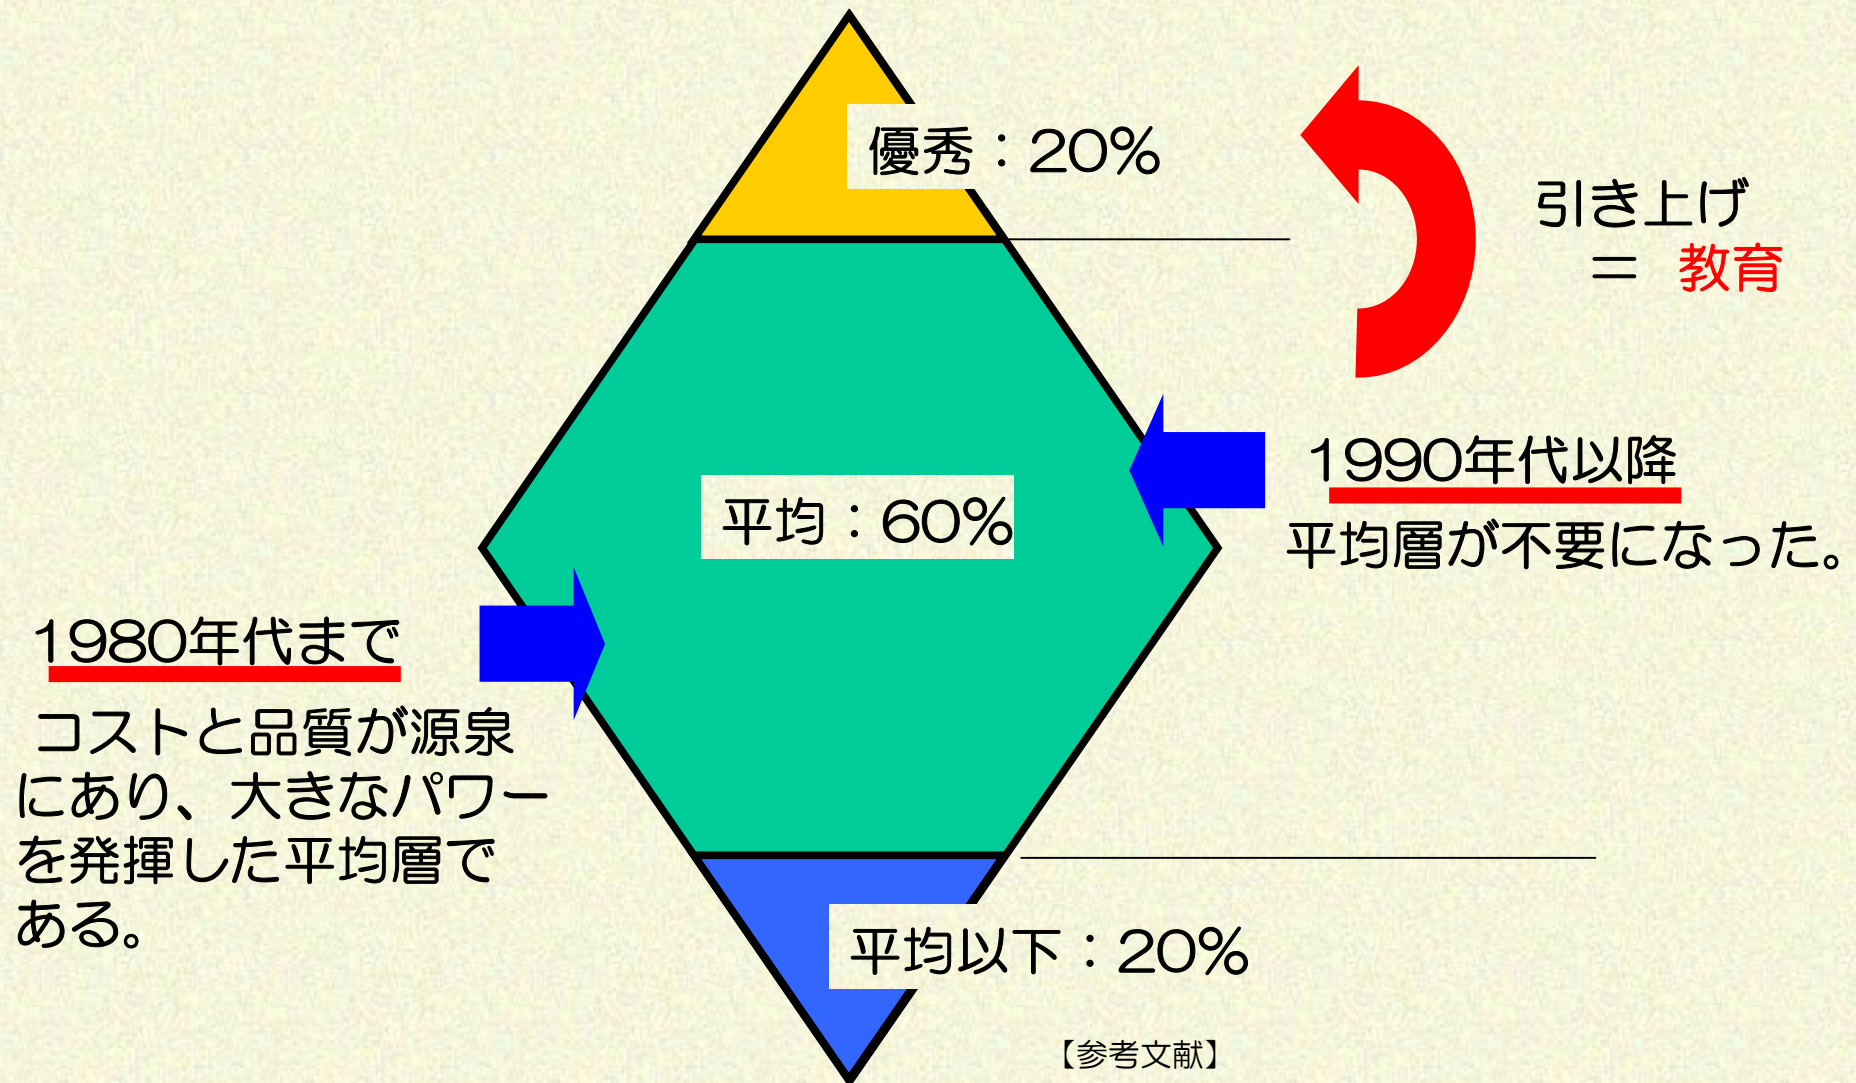 優秀：20%
引き上げ
＝ 教育
1990年代以降
平均層が不要になった。
平均：60%
1980年代まで
コストと品質が源泉
にあり、大きなパワー
を発揮した平均層で
ある。
平均以下：20%
【参考文献】